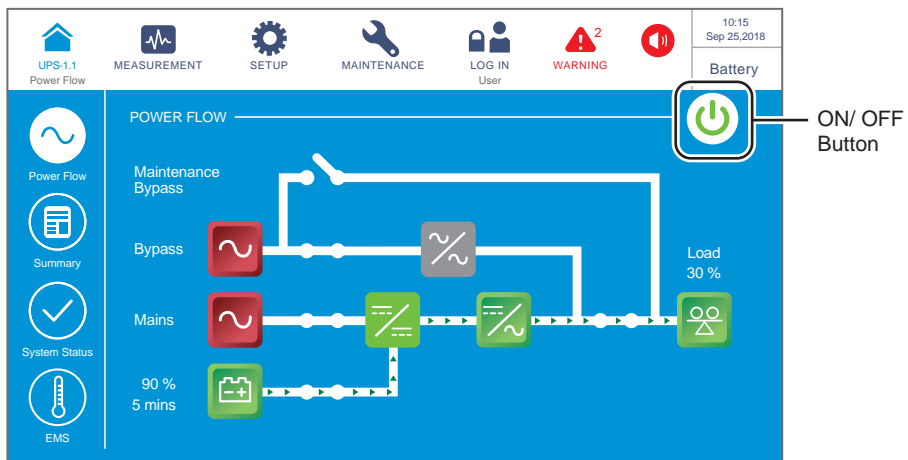 UPS-1.1
Power Flow
MEASUREMENT
SETUP
MAINTENANCE
LOG IN
User
2
WARNING
10:15
Sep 25,2018
Battery
ON/ OFF
Button
Power Flow
Summary
System Status
EMS
POWER FLOW
Maintenance
Bypass
Bypass
Mains
90 %
5 mins
Load
30 %